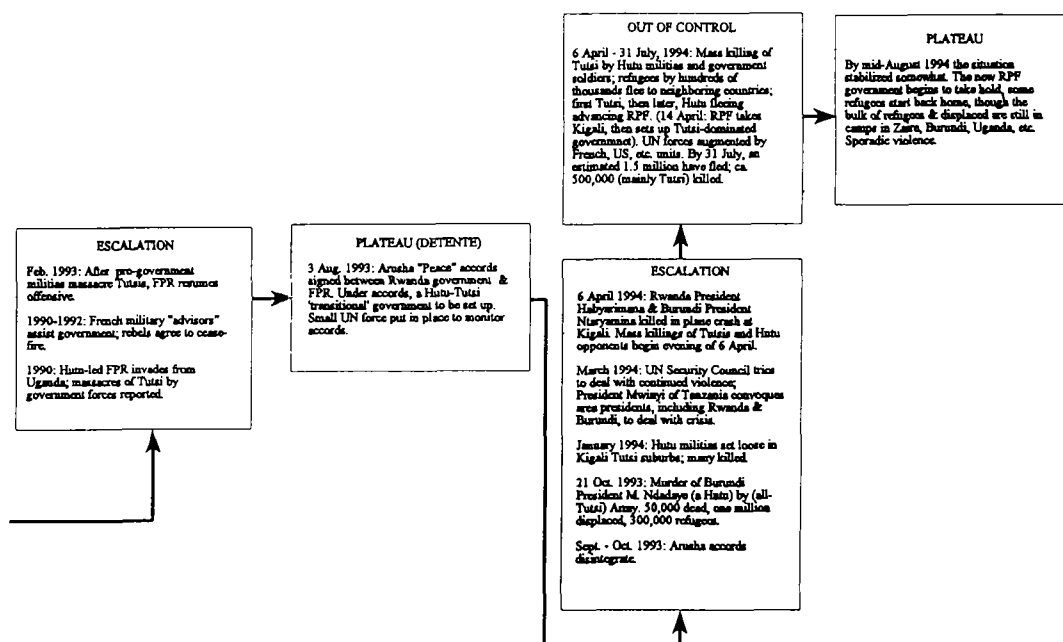 ESCALATION
Feb. 1993: After pro-government
militias massacre Tutsis, FPR resumes
offensive.
1990-1992: French military "advisors"
assist government; rebels agree to cease-
fire.
1990: Hutu-led FPR invades from
Uganda; massacres of Tutsi by
government forces reported.
PLATEAU (DETENTE)
3 Aug. 1993: Arusha "Peace" accords
signed between Rwanda government &
FPR. Under accords, a Hutu-Tutsi
'transitional' government to be set up.
Small UN force put in place to monitor
accords.
ESCALATION
6 April 1994: Rwanda President
Habyarimana & Burundi President
Ntaryamina killed in plane crash at
Kigali. Mass killings of Tutsis and Hutu
opponents begin evening of 6 April.
March 1994: UN Security Council tries
to deal with continued violence;
President Mwinyi of Tanzania convoques
area presidents, including Rwanda &
Burundi, to deal with crisis.
January 1994: Hutu militias set loose in
Kigali Tutsi suburbs; many killed.
21 Oct. 1993: Murder of Burundi
President M. Ndadaye (a Hutu) by (all-
Tutsi) Army. 50,000 dead, one million
displaced, 300,000 refugees.
Sept. - Oct. 1993: Arusha accords
disintegrate.
OUT OF CONTROL
6 April - 31 July, 1994: Mass killing of
Tutsi by Hutu militias and government
soldiers; refugees by hundreds of
thousands flee to neighboring countries;
first Tutsi, then later, Hutu fleeing
advancing RPF. (14 April: RPF takes
Kigali, then sets up Tutsi-dominated
governmnet). UN forces augmented by
French, US, etc. units. By 31 July, an
estimated 1.5 million have fled; ca.
500,000 (mainly Tutsi) killed.
PLATEAU
By mid-August 1994 the situation
stabilized somewhat. The new RPF
government begins to take hold, some
refugees start back home, though the
bulk of refugees & displaced are still in
camps in Zaire, Burundi, Uganda, etc.
Sporadic violence.